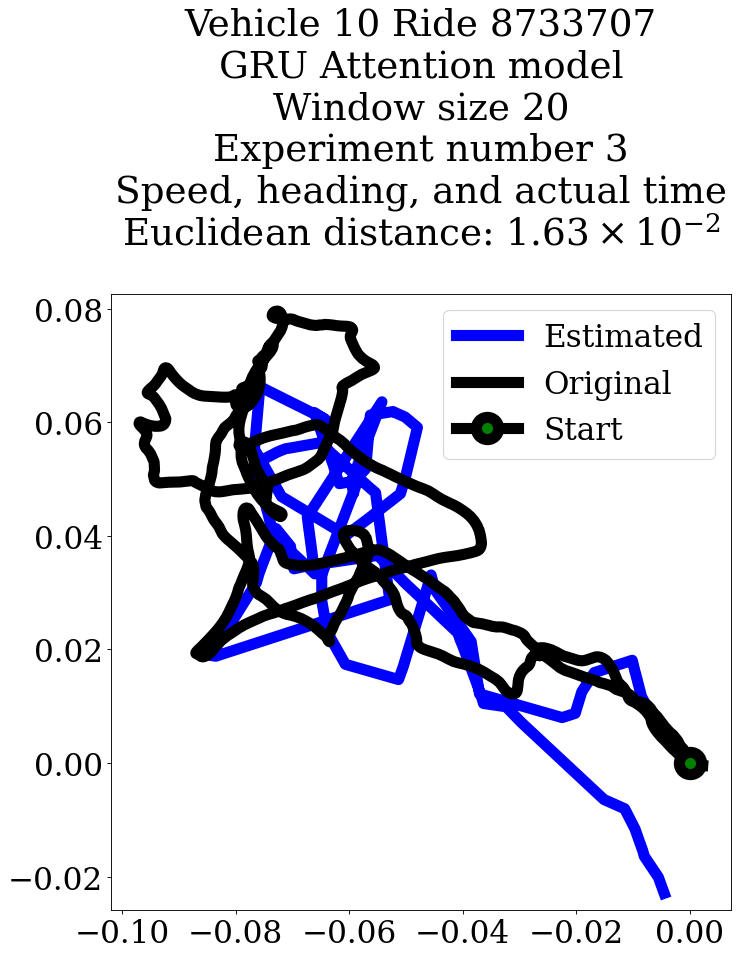 Vehicle 10 Ride 8733707
GRU Attention model
Window size 20
Experiment number 3
Speed, heading, and actual time
Euclidean distance: 1.63 × 10⁻²
Estimated
Original
Start
0.08
0.06
0.04
0.02
0.00
−0.02
−0.10 −0.08 −0.06 −0.04 −0.02 0.00